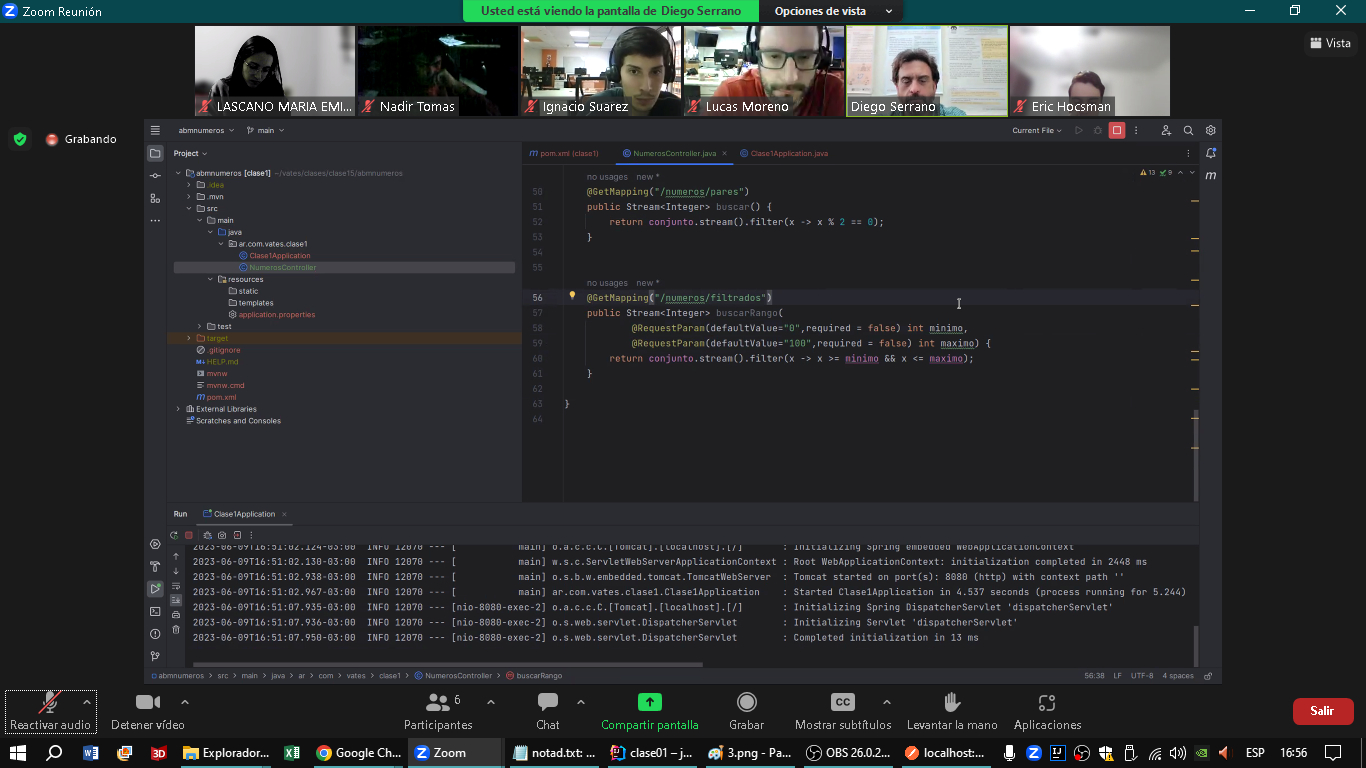 Zoom Reunión
Usted está viendo la pantalla de Diego Serrano
Opciones de vista
Vista
LASCANO MARIA EMI...
Nadir Tomas
Ignacio Suarez
Lucas Moreno
Diego Serrano
Eric Hocsman
Grabando
abmnumeros
main
Current File
Project
pom.xml (clase1)
NumerosController.java
Clase1Application.java
abmnumeros [clase1] ~/vates/clases/clase15/abmnumeros
.idea
.mvn
src
main
java
ar.com.vates.clase1
Clase1Application
NumerosController
resources
static
templates
application.properties
test
target
.gitignore
HELP.md
mvnw
mvnw.cmd
pom.xml
External Libraries
Scratches and Consoles
13 9
no usages new *
50 @GetMapping("/numeros/pares")
51 public Stream<Integer> buscar() {
52 return conjunto.stream().filter(x -> x % 2 == 0);
53 }
54
55
no usages new *
56 @GetMapping("/numeros/filtrados")
57 public Stream<Integer> buscarRango(
58 @RequestParam(defaultValue="0",required = false) int minimo,
59 @RequestParam(defaultValue="100",required = false) int maximo) {
60 return conjunto.stream().filter(x -> x >= minimo && x <= maximo);
61 }
62
63 }
64
Run Clase1Application
2023-06-09T16:51:02.124-03:00 INFO 12070 --- [ main] o.a.c.c.C.[Tomcat].[localhost].[/] : Initializing Spring embedded WebApplicationContext
2023-06-09T16:51:02.130-03:00 INFO 12070 --- [ main] w.s.c.ServletWebServerApplicationContext : Root WebApplicationContext: initialization completed in 2448 ms
2023-06-09T16:51:02.938-03:00 INFO 12070 --- [ main] o.s.b.w.embedded.tomcat.TomcatWebServer : Tomcat started on port(s): 8080 (http) with context path ''
2023-06-09T16:51:02.967-03:00 INFO 12070 --- [ main] ar.com.vates.clase1.Clase1Application : Started Clase1Application in 4.537 seconds (process running for 5.244)
2023-06-09T16:51:07.935-03:00 INFO 12070 --- [nio-8080-exec-2] o.a.c.c.C.[Tomcat].[localhost].[/] : Initializing Spring DispatcherServlet 'dispatcherServlet'
2023-06-09T16:51:07.936-03:00 INFO 12070 --- [nio-8080-exec-2] o.s.web.servlet.DispatcherServlet : Initializing Servlet 'dispatcherServlet'
2023-06-09T16:51:07.950-03:00 INFO 12070 --- [nio-8080-exec-2] o.s.web.servlet.DispatcherServlet : Completed initialization in 13 ms
abmnumeros > src > main > java > ar > com > vates > clase1 > NumerosController > buscarRango
56:38 LF UTF-8 4 spaces
Reactivar audio
Detener vídeo
Participantes
6
Chat
Compartir pantalla
Grabar
CC
Mostrar subtítulos
Levantar la mano
Aplicaciones
Salir
Explorador...
Google Ch...
Zoom
notad.txt: ...
clase01 – j...
3.png - Pa...
OBS 26.0.2...
localhost:...
ESP
16:56